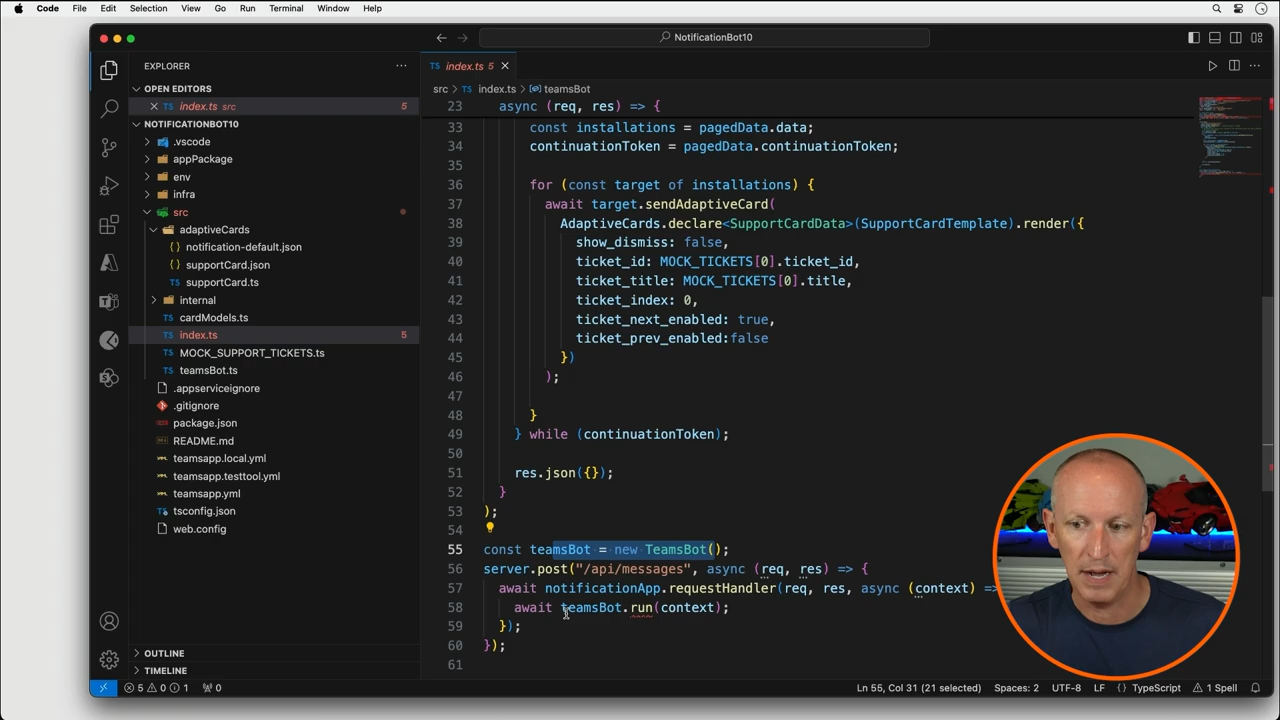 Code File Edit Selection View Go Run Terminal Window Help
NotificationBot10
EXPLORER
OPEN EDITORS
index.ts src 5
NOTIFICATIONBOT10
.vscode
appPackage
env
infra
src
adaptiveCards
notification-default.json
supportCard.json
supportCard.ts
internal
cardModels.ts
index.ts 5
MOCK_SUPPORT_TICKETS.ts
teamsBot.ts
.appserviceignore
.gitignore
package.json
README.md
teamsapp.local.yml
teamsapp.testtool.yml
teamsapp.yml
tsconfig.json
web.config
OUTLINE
TIMELINE
TS index.ts 5
src > TS index.ts > teamsBot
23 async (req, res) => {
33 const installations = pagedData.data;
34 continuationToken = pagedData.continuationToken;
35
36 for (const target of installations) {
37 await target.sendAdaptiveCard(
38 AdaptiveCards.declare<SupportCardData>(SupportCardTemplate).render({
39 show_dismiss: false,
40 ticket_id: MOCK_TICKETS[0].ticket_id,
41 ticket_title: MOCK_TICKETS[0].title,
42 ticket_index: 0,
43 ticket_next_enabled: true,
44 ticket_prev_enabled:false
45 })
46 );
47
48 }
49 } while (continuationToken);
50
51 res.json({});
52 }
53 );
54
55 const teamsBot = new TeamsBot();
56 server.post("/api/messages", async (req, res) => {
57 await notificationApp.requestHandler(req, res, async (context) =>
58 await teamsBot.run(context);
59 });
60 });
61
5 0 1 0 Ln 55, Col 31 (21 selected) Spaces: 2 UTF-8 LF {} TypeScript 1 Spell